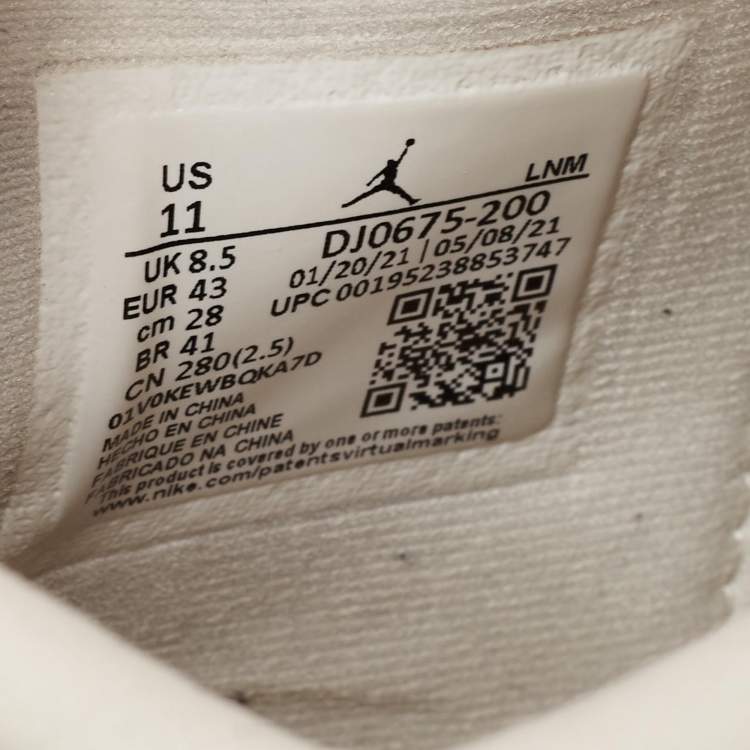 US
11
UK 8.5
EUR 43
cm 28
BR 41
CN 280(2.5)
01V0KEWBQKA7D
MADE IN CHINA
HECHO EN CHINA
FABRIQUE EN CHINE
FABRICADO NA CHINA
This product is covered by one or more patents:
www.nike.com/patentsvirtualmarking
LNM
DJ0675-200
01/20/21 | 05/08/21
UPC 00195238853747